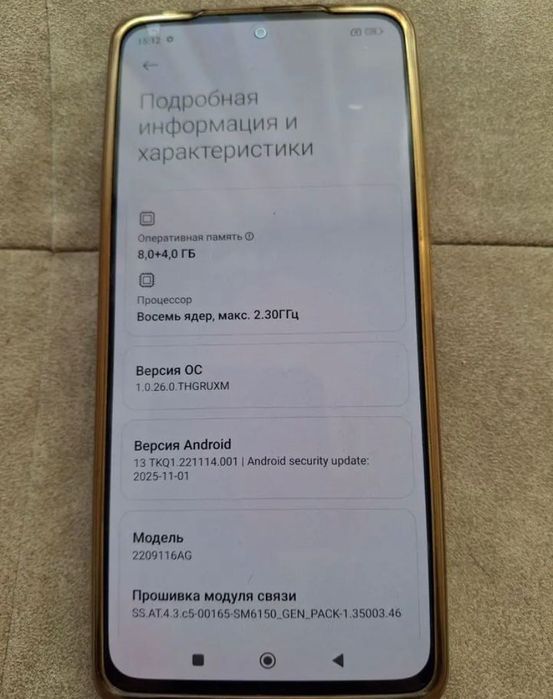 15:12
Подробная
информация и
характеристики
Оперативная память
8,0+4,0 ГБ
Процессор
Восемь ядер, макс. 2.30ГГц
Версия ОС
1.0.26.0.THGRUXM
Версия Android
13 TKQ1.221114.001 | Android security update:
2025-11-01
Модель
2209116AG
Прошивка модуля связи
SS.AT.4.3.c5-00165-SM6150_GEN_PACK-1.35003.46